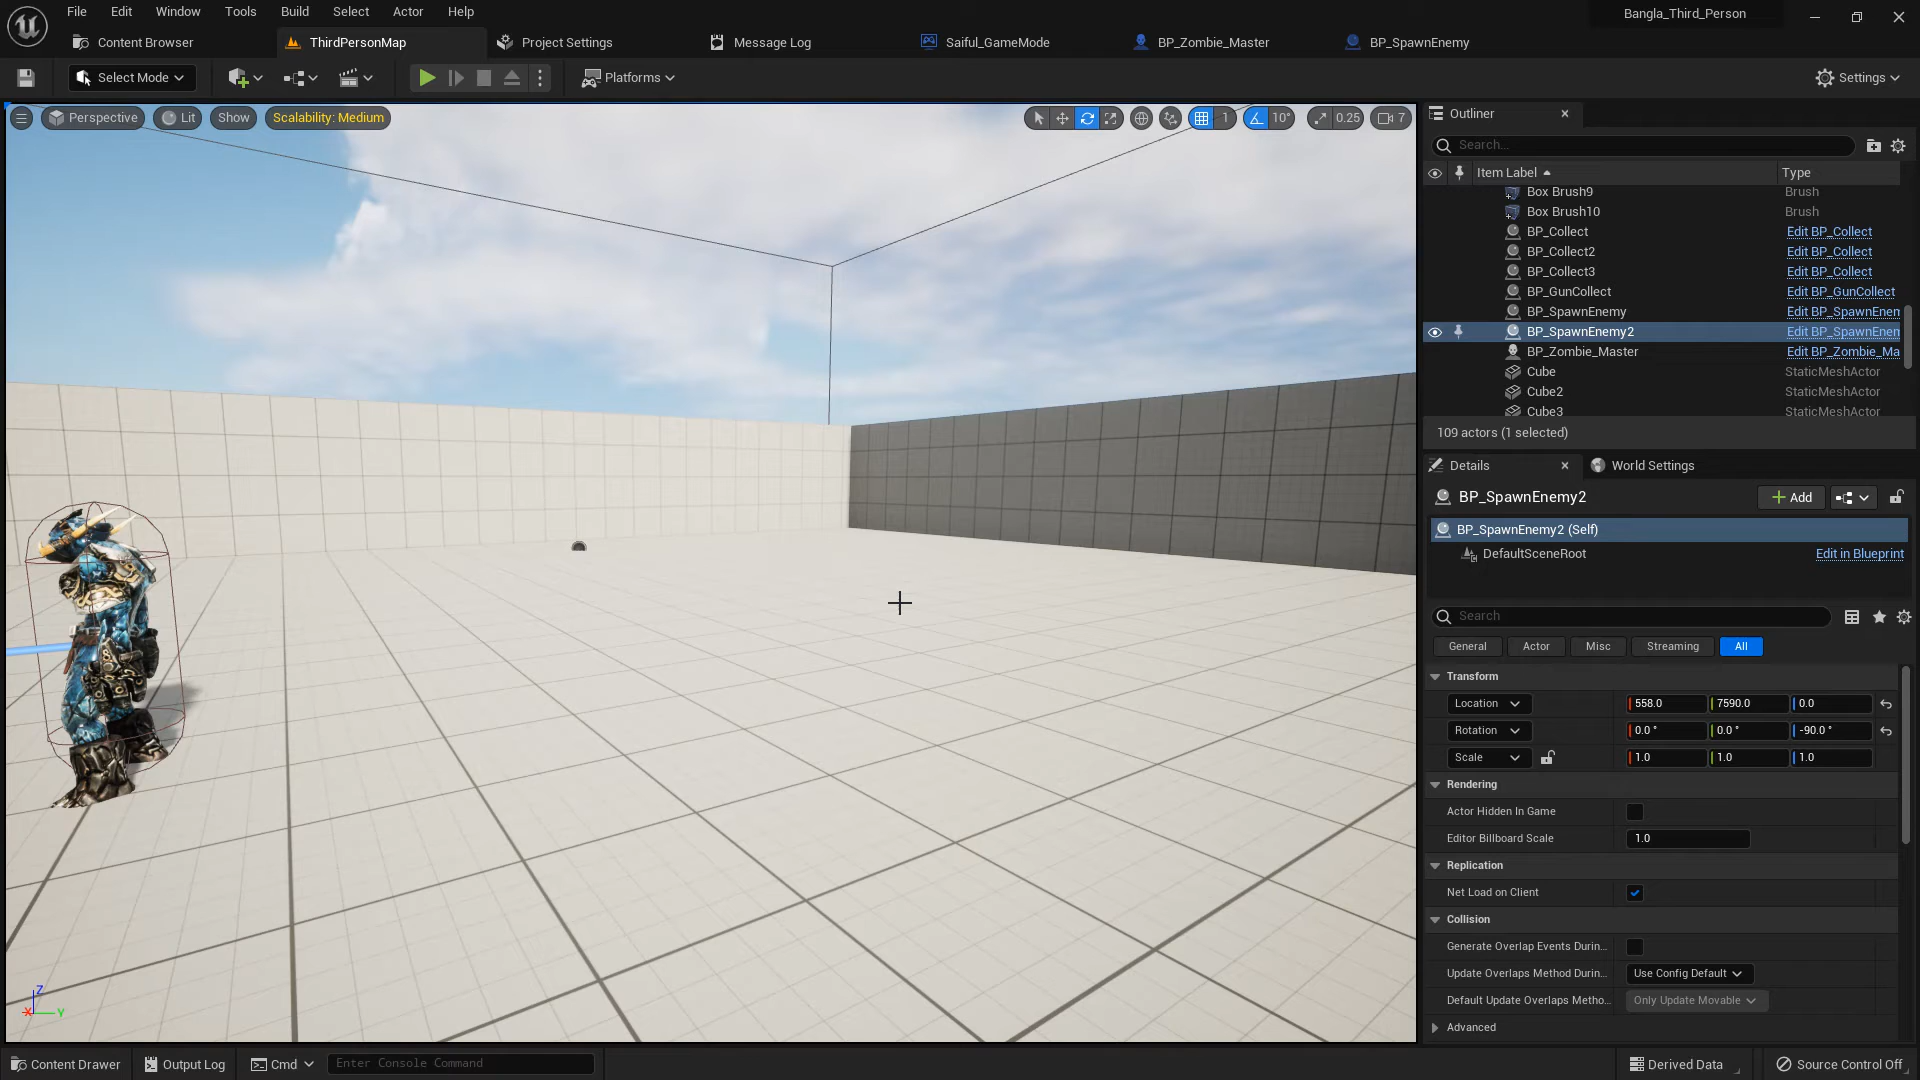 File Edit Window Tools Build Select Actor Help
Bangla_Third_Person
Content Browser
ThirdPersonMap
Project Settings
Message Log
Saiful_GameMode
BP_Zombie_Master
BP_SpawnEnemy
Select Mode
Platforms
Settings
Perspective
Lit
Show
Scalability: Medium
1
10°
0.25
7
Outliner
Search...
Item Label
Type
Box Brush9 Brush
Box Brush10 Brush
BP_Collect Edit BP_Collect
BP_Collect2 Edit BP_Collect
BP_Collect3 Edit BP_Collect
BP_GunCollect Edit BP_GunCollect
BP_SpawnEnemy Edit BP_SpawnEnem
BP_SpawnEnemy2 Edit BP_SpawnEnem
BP_Zombie_Master Edit BP_Zombie_Ma
Cube StaticMeshActor
Cube2 StaticMeshActor
Cube3 StaticMeshActor
109 actors (1 selected)
Details
World Settings
BP_SpawnEnemy2
Add
BP_SpawnEnemy2 (Self)
DefaultSceneRoot Edit in Blueprint
Search
General Actor Misc Streaming All
Transform
Location 558.0 7590.0 0.0
Rotation 0.0 ° 0.0 ° -90.0 °
Scale 1.0 1.0 1.0
Rendering
Actor Hidden In Game
Editor Billboard Scale 1.0
Replication
Net Load on Client
Collision
Generate Overlap Events Durin...
Update Overlaps Method Durin... Use Config Default
Default Update Overlaps Metho... Only Update Movable
Advanced
Z
X
Y
Content Drawer
Output Log
Cmd
Enter Console Command
Derived Data
Source Control Off